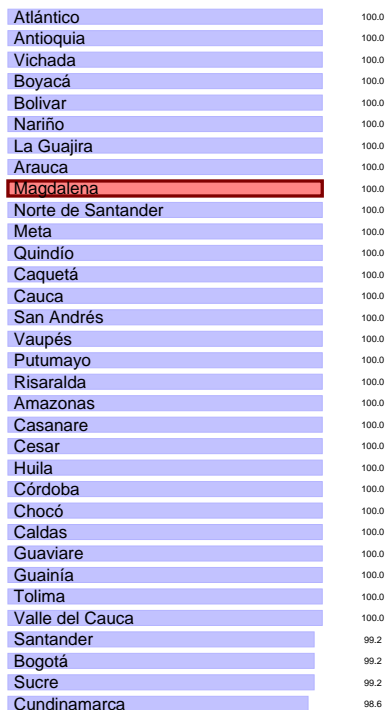 Atlántico 100.0
Antioquia 100.0
Vichada 100.0
Boyacá 100.0
Bolivar 100.0
Nariño 100.0
La Guajira 100.0
Arauca 100.0
Magdalena 100.0
Norte de Santander 100.0
Meta 100.0
Quindío 100.0
Caquetá 100.0
Cauca 100.0
San Andrés 100.0
Vaupés 100.0
Putumayo 100.0
Risaralda 100.0
Amazonas 100.0
Casanare 100.0
Cesar 100.0
Huila 100.0
Córdoba 100.0
Chocó 100.0
Caldas 100.0
Guaviare 100.0
Guainía 100.0
Tolima 100.0
Valle del Cauca 100.0
Santander 99.2
Bogotá 99.2
Sucre 99.2
Cundinamarca 98.6